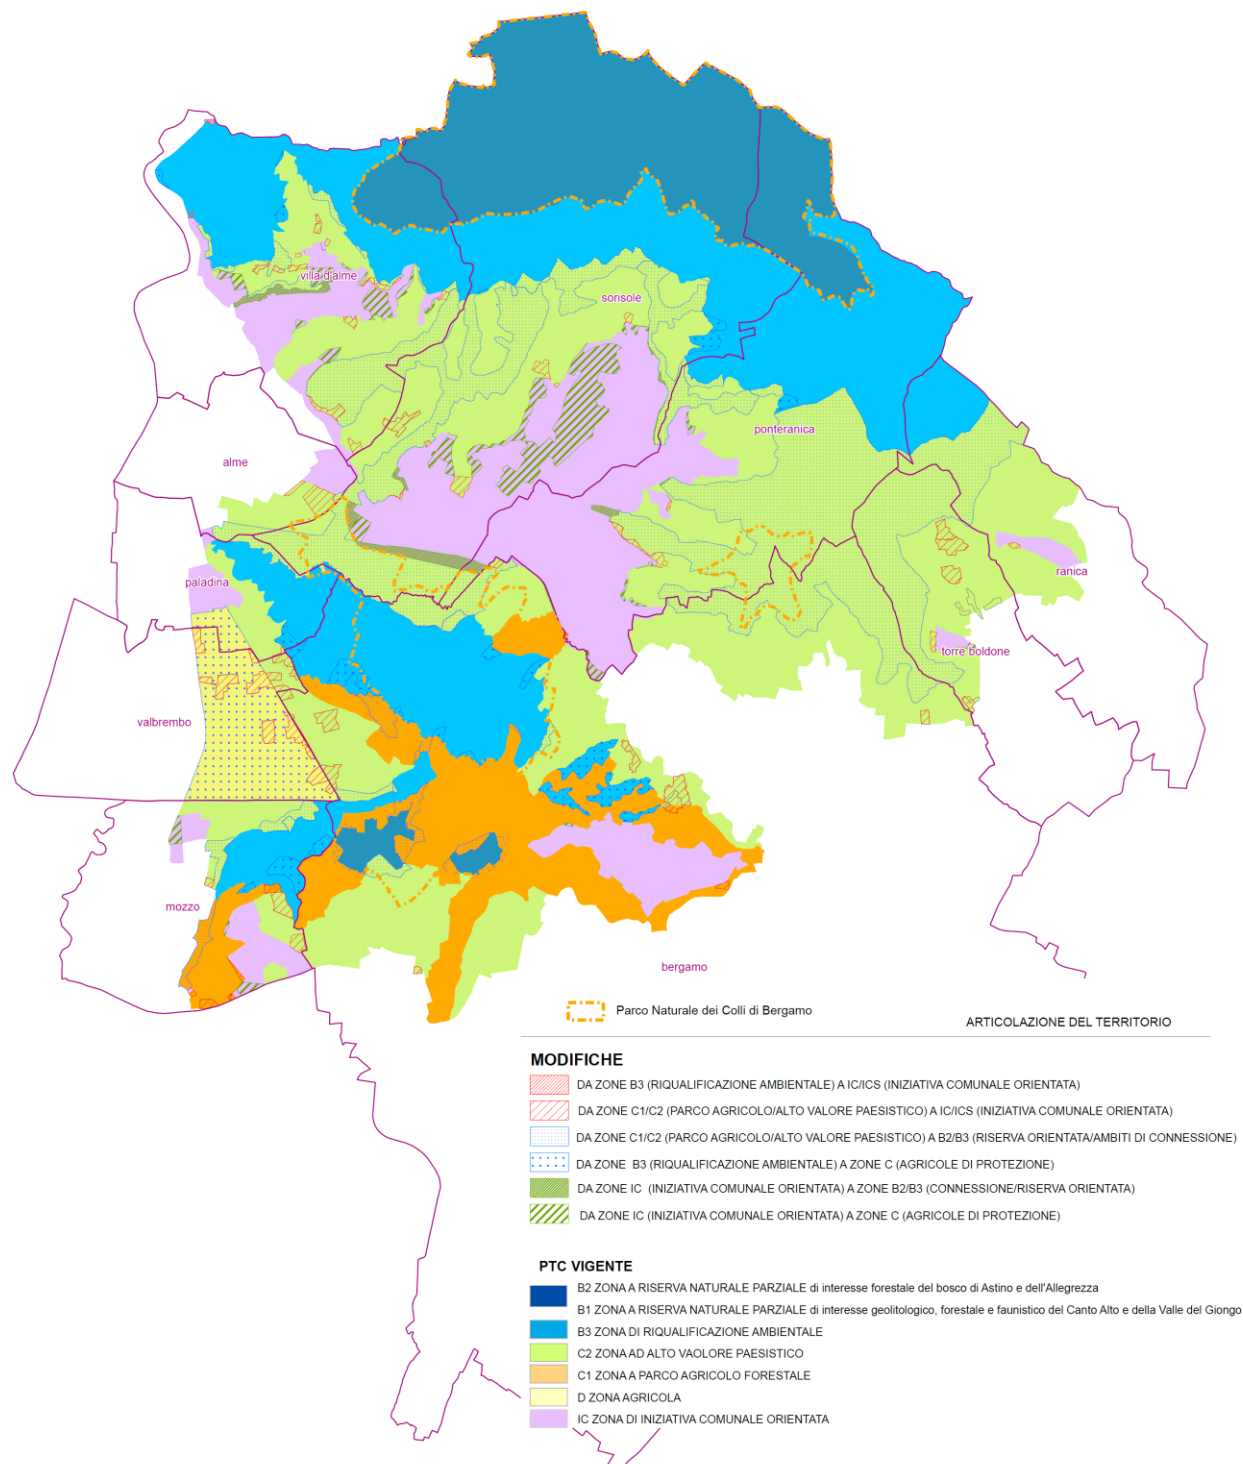 villa d'alme
sorisole
ponteranica
alme
ranica
paladina
torre boldone
valbrembo
mozzo
bergamo
Parco Naturale dei Colli di Bergamo
ARTICOLAZIONE DEL TERRITORIO
MODIFICHE
DA ZONE B3 (RIQUALIFICAZIONE AMBIENTALE) A IC/ICS (INIZIATIVA COMUNALE ORIENTATA)
DA ZONE C1/C2 (PARCO AGRICOLO/ALTO VALORE PAESISTICO) A IC/ICS (INIZIATIVA COMUNALE ORIENTATA)
DA ZONE C1/C2 (PARCO AGRICOLO/ALTO VALORE PAESISTICO) A B2/B3 (RISERVA ORIENTATA/AMBITI DI CONNESSIONE)
DA ZONE B3 (RIQUALIFICAZIONE AMBIENTALE) A ZONE C (AGRICOLE DI PROTEZIONE)
DA ZONE IC (INIZIATIVA COMUNALE ORIENTATA) A ZONE B2/B3 (CONNESSIONE/RISERVA ORIENTATA)
DA ZONE IC (INIZIATIVA COMUNALE ORIENTATA) A ZONE C (AGRICOLE DI PROTEZIONE)
PTC VIGENTE
B2 ZONA A RISERVA NATURALE PARZIALE di interesse forestale del bosco di Astino e dell'Allegrezza
B1 ZONA A RISERVA NATURALE PARZIALE di interesse geolitologico, forestale e faunistico del Canto Alto e della Valle del Giongo
B3 ZONA DI RIQUALIFICAZIONE AMBIENTALE
C2 ZONA AD ALTO VAOLORE PAESISTICO
C1 ZONA A PARCO AGRICOLO FORESTALE
D ZONA AGRICOLA
IC ZONA DI INIZIATIVA COMUNALE ORIENTATA